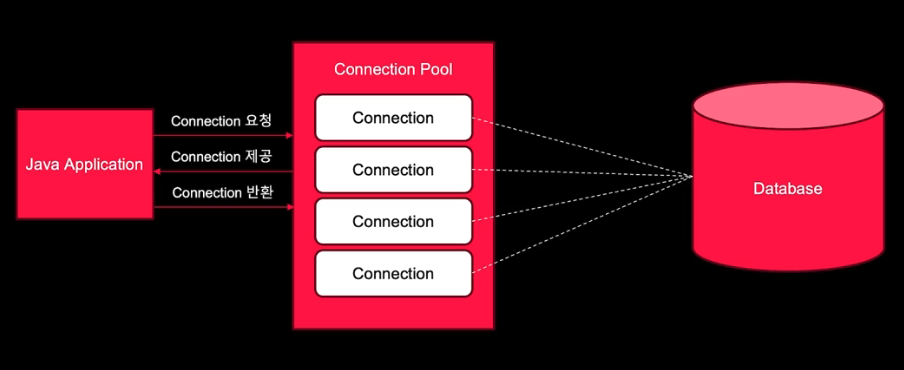 Java Application
Connection 요청
Connection 제공
Connection 반환
Connection Pool
Connection
Connection
Connection
Connection
Database